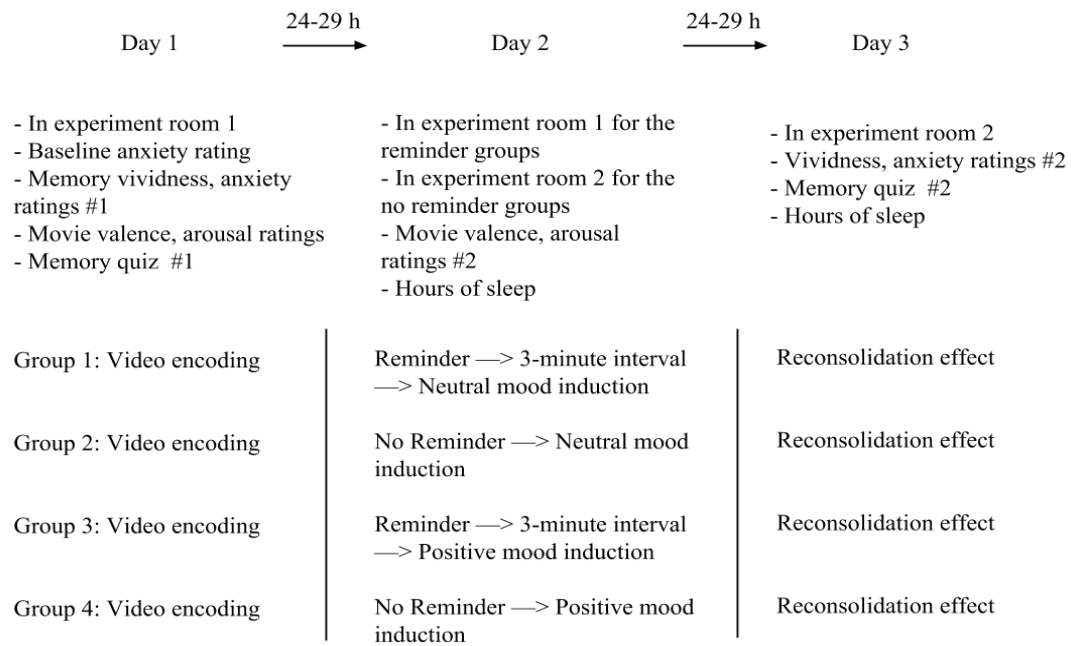 24-29 h
24-29 h
Day 1
Day 2
Day 3
- In experiment room 1
- Baseline anxiety rating
- Memory vividness, anxiety
ratings #1
- Movie valence, arousal ratings
- Memory quiz #1
- In experiment room 1 for the
reminder groups
- In experiment room 2 for the
no reminder groups
- Movie valence, arousal
ratings #2
- Hours of sleep
- In experiment room 2
- Vividness, anxiety ratings #2
- Memory quiz #2
- Hours of sleep
Group 1: Video encoding
Reminder —> 3-minute interval
—> Neutral mood induction
Reconsolidation effect
Group 2: Video encoding
No Reminder —> Neutral mood
induction
Reconsolidation effect
Group 3: Video encoding
Reminder —> 3-minute interval
—> Positive mood induction
Reconsolidation effect
Group 4: Video encoding
No Reminder —> Positive mood
induction
Reconsolidation effect